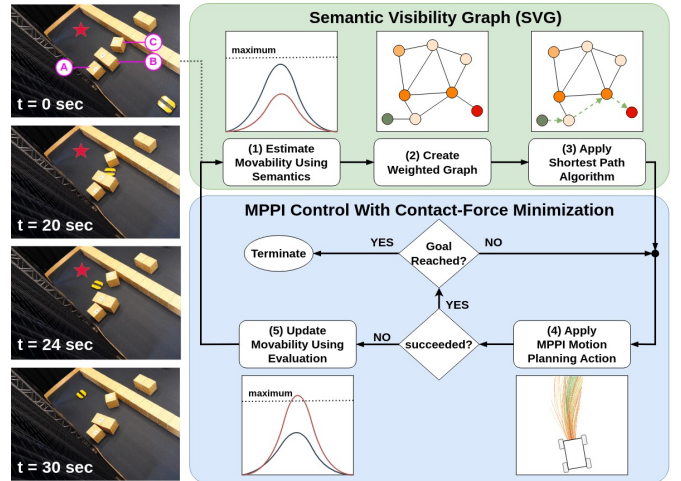 Semantic Visibility Graph (SVG)
C
B
A
t = 0 sec
maximum
(1) Estimate
Movability Using
Semantics
(2) Create
Weighted Graph
(3) Apply
Shortest Path
Algorithm
t = 20 sec
t = 24 sec
t = 30 sec
MPPI Control With Contact-Force Minimization
Terminate
YES
Goal
Reached?
NO
YES
(5) Update
Movability Using
Evaluation
NO
succeeded?
(4) Apply
MPPI Motion
Planning Action
maximum